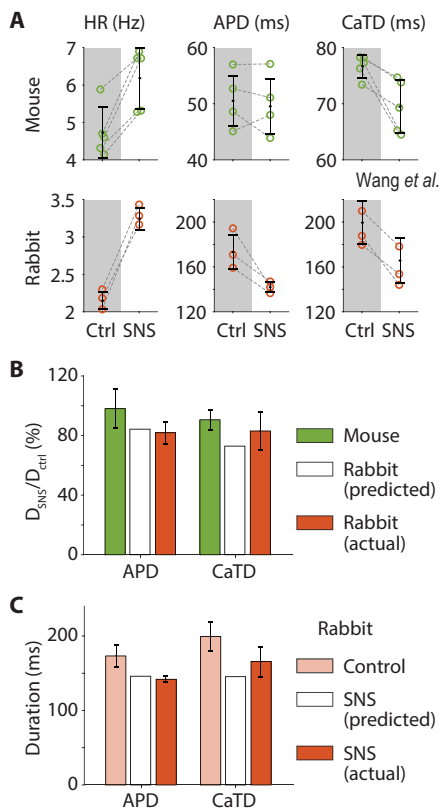 A
HR (Hz) APD (ms) CaTD (ms)
Mouse
7
6
5
4
60
50
40
80
70
60
Wang et al.
Rabbit
3.5
3
2.5
2
200
160
120
200
160
120
Ctrl SNS Ctrl SNS Ctrl SNS
B
D_SNS/D_ctrl (%)
120
80
40
0
APD CaTD
Mouse
Rabbit
(predicted)
Rabbit
(actual)
C
Duration (ms)
200
150
100
APD CaTD
Rabbit
Control
SNS
(predicted)
SNS
(actual)